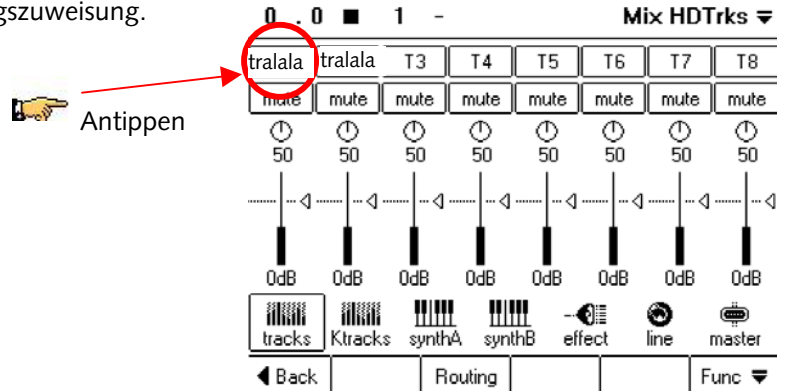 gszuweisung.
0 . . 0 ■ 1 - Mix HDTrks
tralala tralala T3 T4 T5 T6 T7 T8
mute mute mute mute mute mute mute mute
Antippen
50 50 50 50 50 50 50 50
0dB 0dB 0dB 0dB 0dB 0dB 0dB 0dB
tracks Ktracks synthA synthB effect line master
Back Routing Func